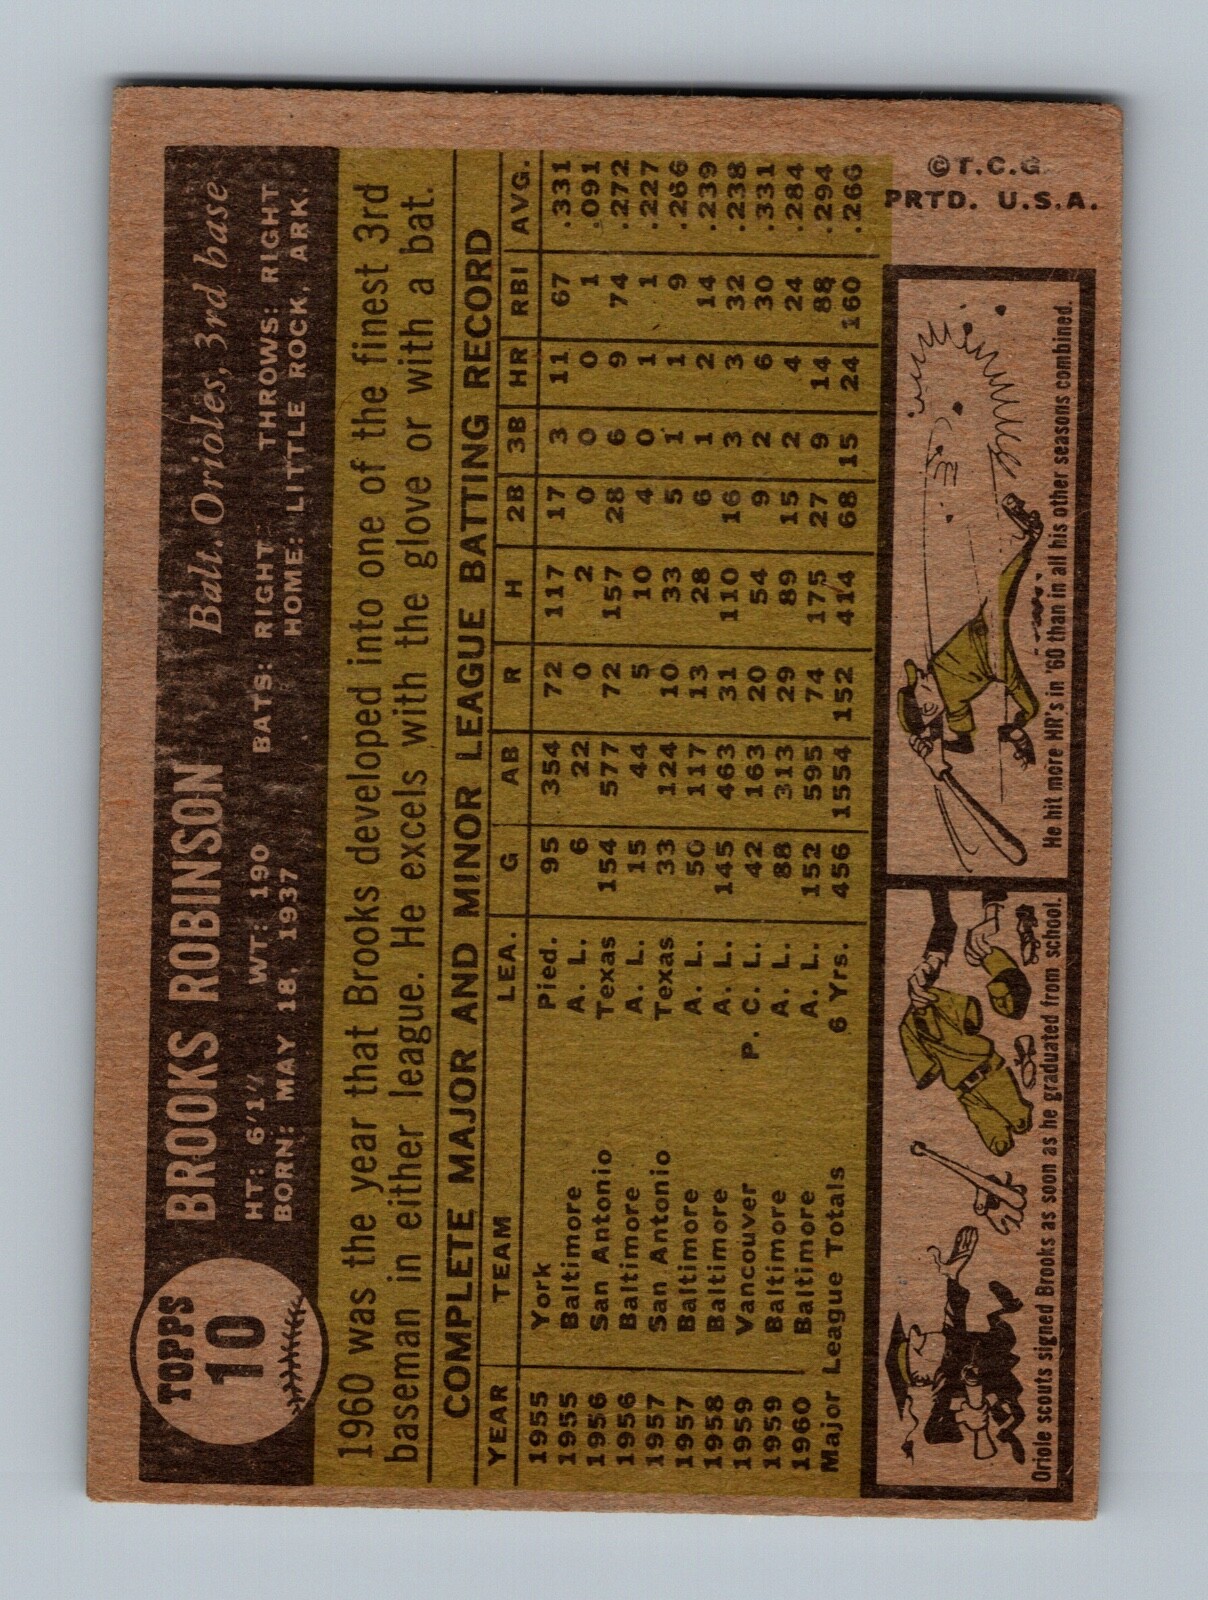 TOPPS
10
BROOKS ROBINSON Balt. Orioles, 3rd base
HT: 6'1½ WT: 190 BATS: RIGHT THROWS: RIGHT
BORN: MAY 18, 1937 HOME: LITTLE ROCK, ARK.
1960 was the year that Brooks developed into one of the finest 3rd
baseman in either league. He excels with the glove or with a bat.
COMPLETE MAJOR AND MINOR LEAGUE BATTING RECORD
YEAR TEAM LEA. G AB R H 2B 3B HR RBI AVG.
1955 York Pied. 95 354 72 117 17 3 11 67 .331
1955 Baltimore A. L. 6 22 0 2 0 0 0 1 .091
1956 San Antonio Texas 154 577 72 157 28 6 9 74 .272
1956 Baltimore A. L. 15 44 5 10 4 0 1 1 .227
1957 San Antonio Texas 33 124 10 33 5 1 1 9 .266
1957 Baltimore A. L. 50 117 13 28 6 1 2 14 .239
1958 Baltimore A. L. 145 463 31 110 16 3 3 32 .238
1959 Vancouver P. C. L. 42 163 20 54 9 2 6 30 .331
1959 Baltimore A. L. 88 313 29 89 15 2 4 24 .284
1960 Baltimore A. L. 152 595 74 175 27 9 14 88 .294
Major League Totals 6 Yrs. 456 1554 152 414 68 15 24 160 .266
Oriole scouts signed Brooks as soon as he graduated from school.
He hit more HR's in '60 than in all his other seasons combined.
©T.C.G.
PRTD. U.S.A.